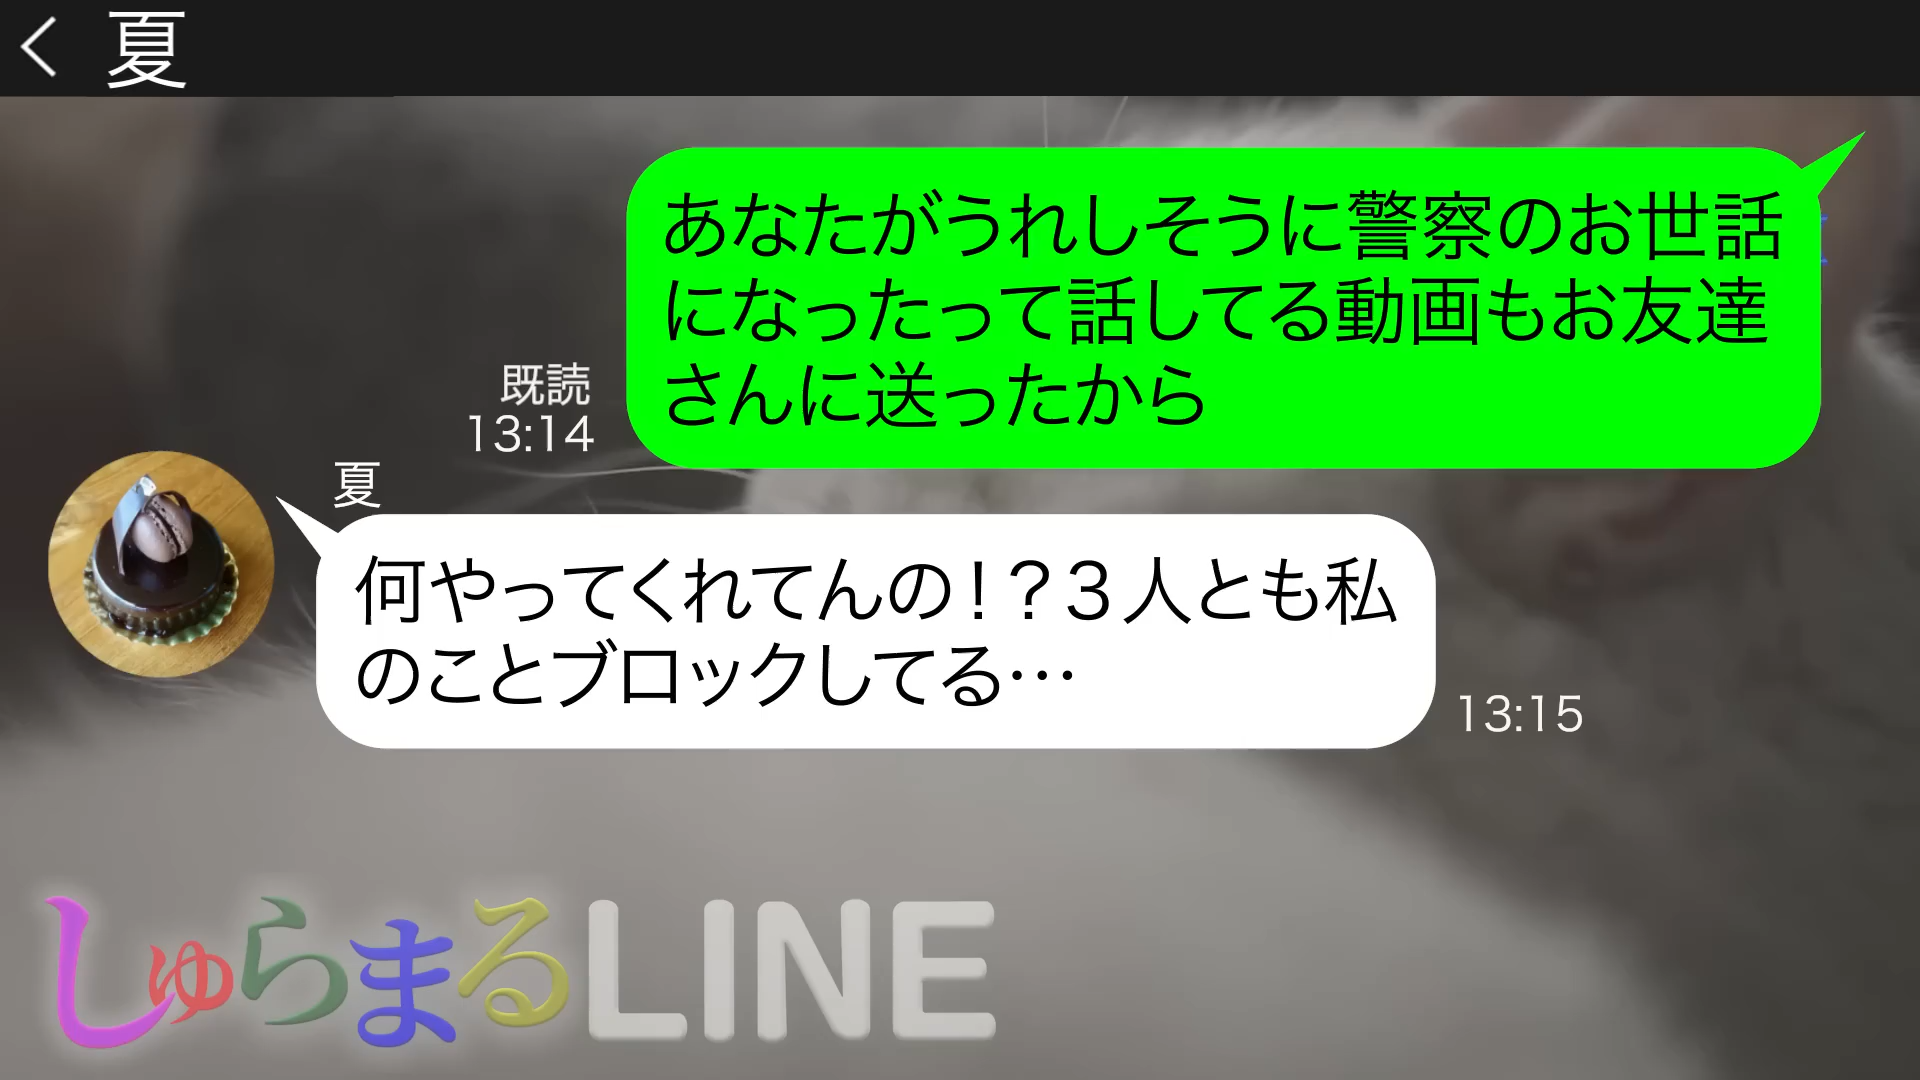 夏
あなたがうれしそうに警察のお世話
になったって話してる動画もお友達
さんに送ったから
既読
13:14
夏
何やってくれてんの！？３人とも私
のことブロックしてる…
13:15
しゅらまるLINE